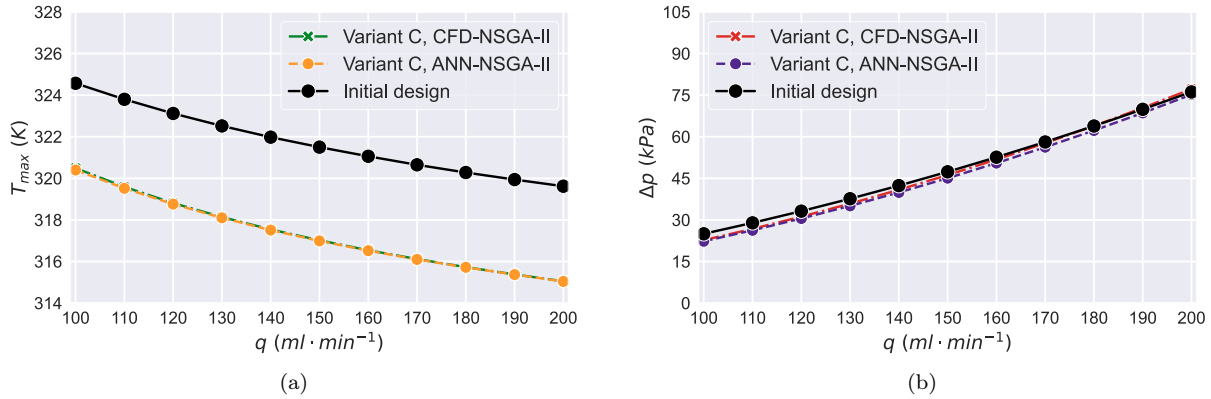 328
326
324
322
320
318
316
314
T_max (K)
Variant C, CFD-NSGA-II
Variant C, ANN-NSGA-II
Initial design
100 110 120 130 140 150 160 170 180 190 200
q (ml · min⁻¹)
(a)
105
90
75
60
45
30
15
0
Δp (kPa)
Variant C, CFD-NSGA-II
Variant C, ANN-NSGA-II
Initial design
100 110 120 130 140 150 160 170 180 190 200
q (ml · min⁻¹)
(b)